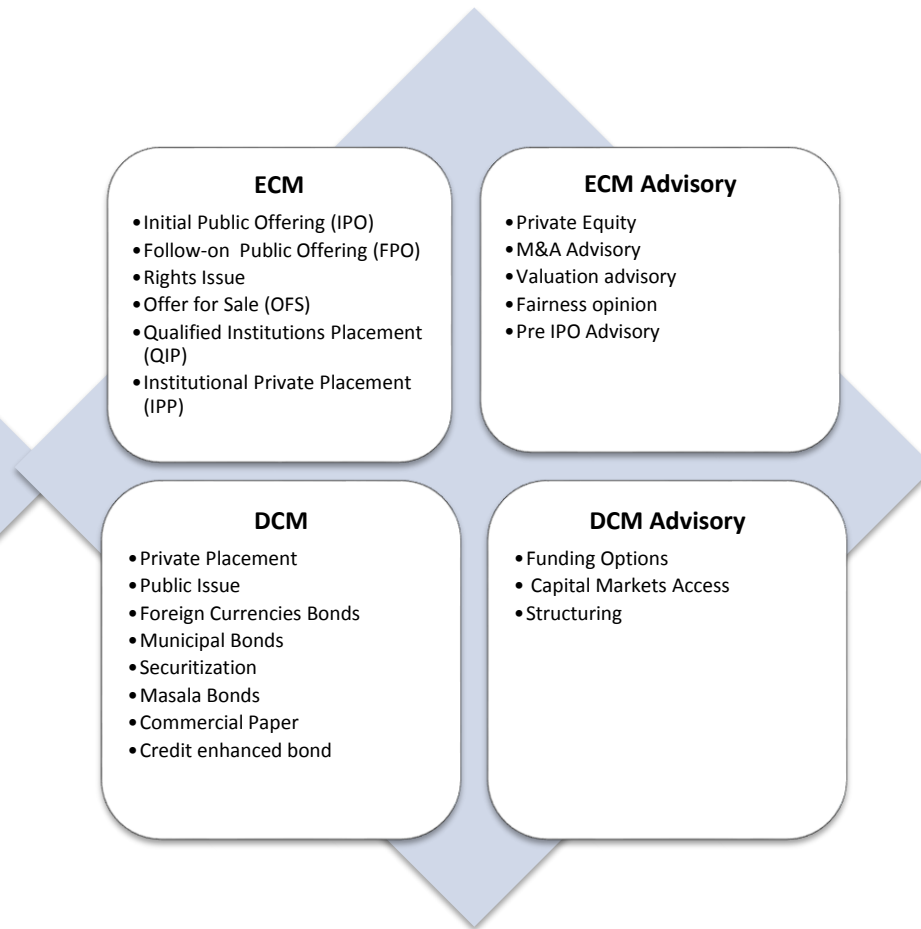 ECM
•Initial Public Offering (IPO)
•Follow-on  Public Offering (FPO)
•Rights Issue
•Offer for Sale (OFS)
•Qualified Institutions Placement
(QIP)
•Institutional Private Placement
(IPP)
ECM Advisory
•Private Equity
•M&A Advisory
•Valuation advisory
•Fairness opinion
•Pre IPO Advisory
DCM
•Private Placement
•Public Issue
•Foreign Currencies Bonds
•Municipal Bonds
•Securitization
•Masala Bonds
•Commercial Paper
•Credit enhanced bond
DCM Advisory
•Funding Options
• Capital Markets Access
•Structuring